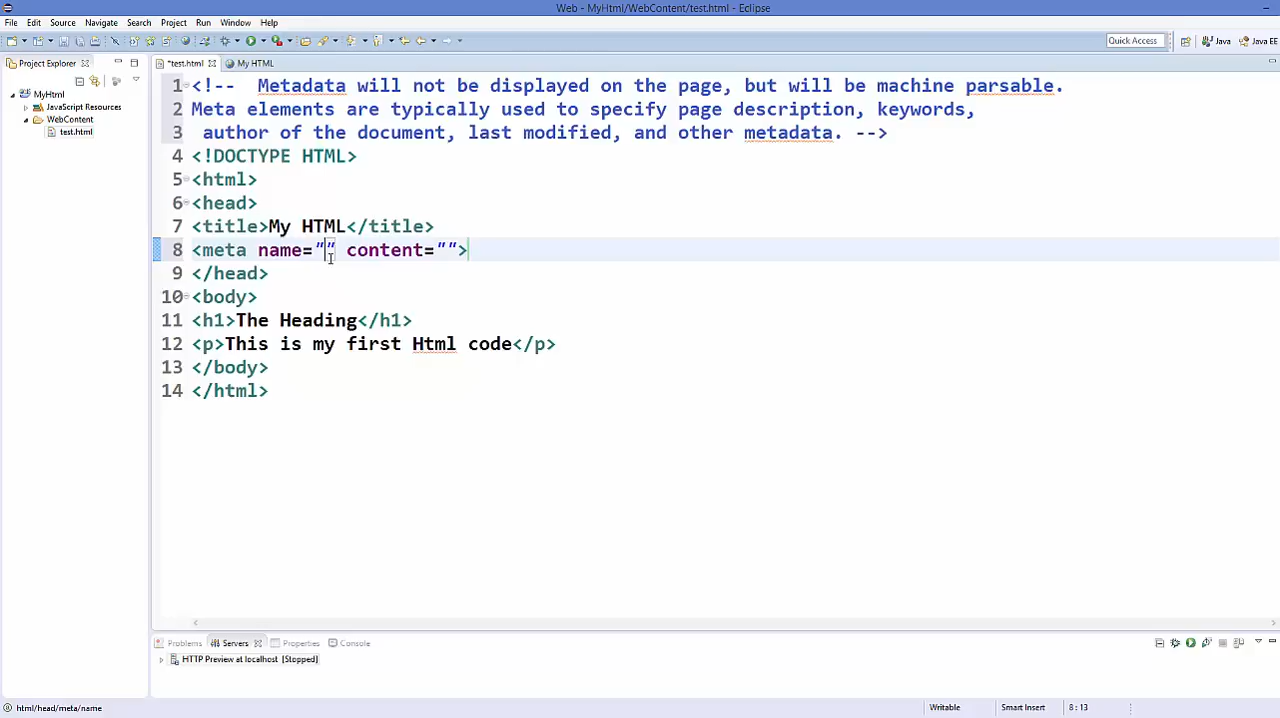 Web - MyHtml/WebContent/test.html - Eclipse
File Edit Source Navigate Search Project Run Window Help
Quick Access Java Java EE
Project Explorer *test.html My HTML
MyHtml
JavaScript Resources
WebContent
test.html
1 <!--  Metadata will not be displayed on the page, but will be machine parsable.
2 Meta elements are typically used to specify page description, keywords,
3  author of the document, last modified, and other metadata. -->
4 <!DOCTYPE HTML>
5 <html>
6 <head>
7 <title>My HTML</title>
8 <meta name="" content="">
9 </head>
10 <body>
11 <h1>The Heading</h1>
12 <p>This is my first Html code</p>
13 </body>
14 </html>
Problems Servers Properties Console
HTTP Preview at localhost [Stopped]
html/head/meta/name Writable Smart Insert 8 : 13